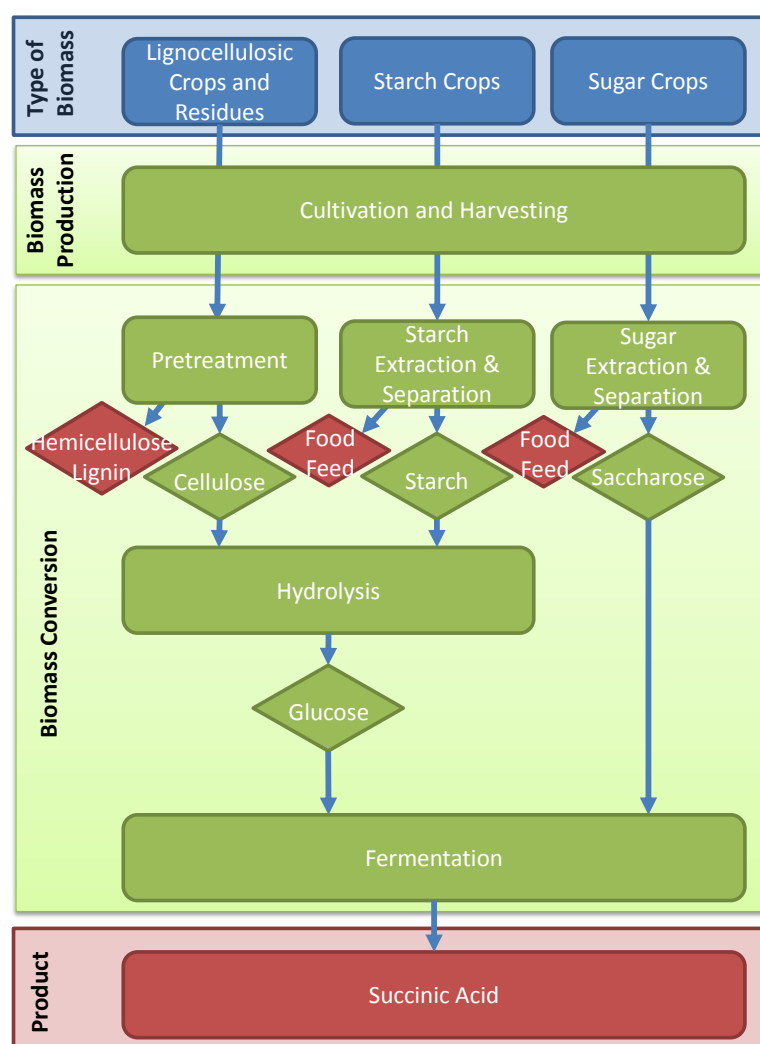 Type of
Biomass
Lignocellulosic
Crops and
Residues
Starch Crops
Sugar Crops
Biomass
Production
Cultivation and Harvesting
Biomass Conversion
Pretreatment
Starch
Extraction &
Separation
Sugar
Extraction &
Separation
Hemicellulose
Lignin
Cellulose
Food
Feed
Starch
Food
Feed
Saccharose
Hydrolysis
Glucose
Fermentation
Product
Succinic Acid